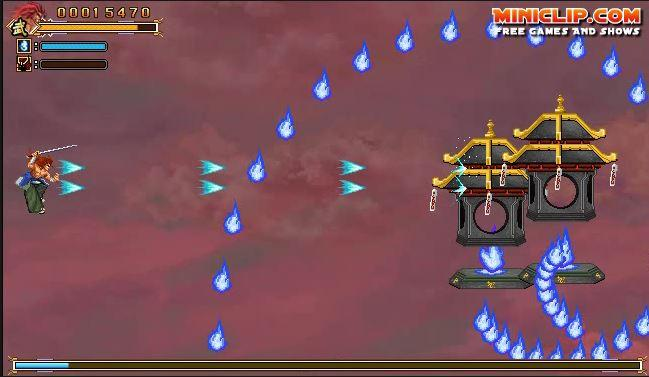 00015470
MINICLIP.COM
武
FREE GAMES AND SHOWS